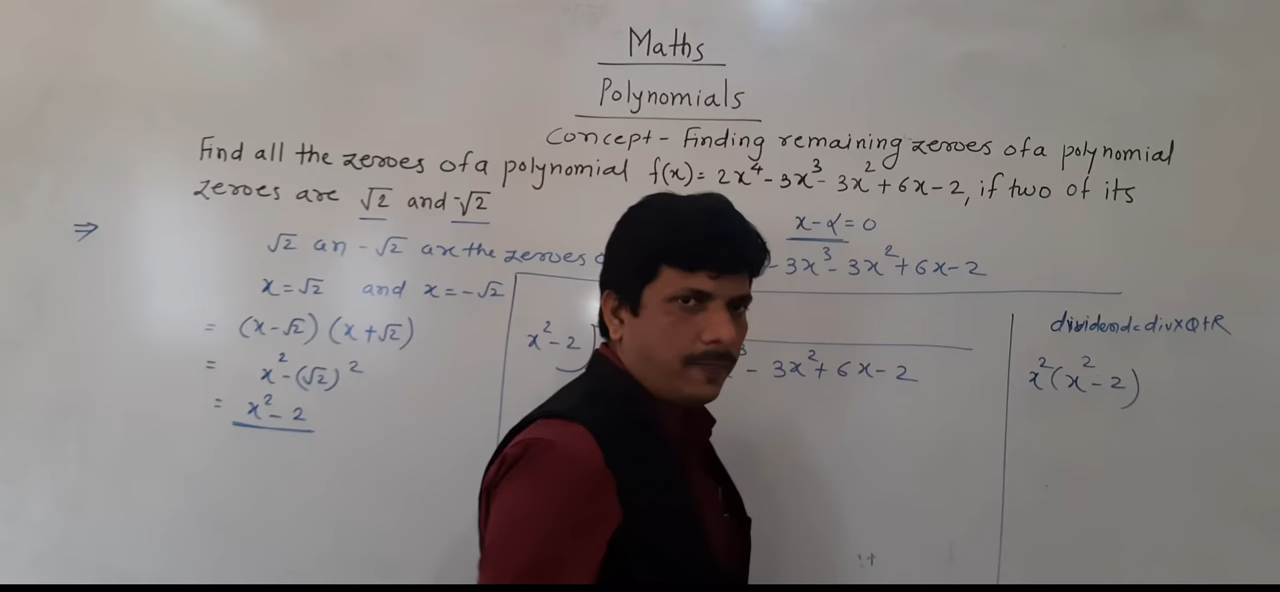 Maths
Polynomials
Concept - Finding remaining zeroes of a polynomial
Find all the zeroes of a polynomial f(x) = 2x⁴ - 3x³ - 3x² + 6x - 2, if two of its
zeroes are √2 and -√2
⇒
x - α = 0
√2 an - √2 are the zeroes - 3x³ - 3x² + 6x - 2
x = √2 and x = -√2
= (x - √2) (x + √2)
= x² - (√2)²
= x² - 2
x² - 2 ) - 3x² + 6x - 2
dividend = div × Q + R
x² (x² - 2)